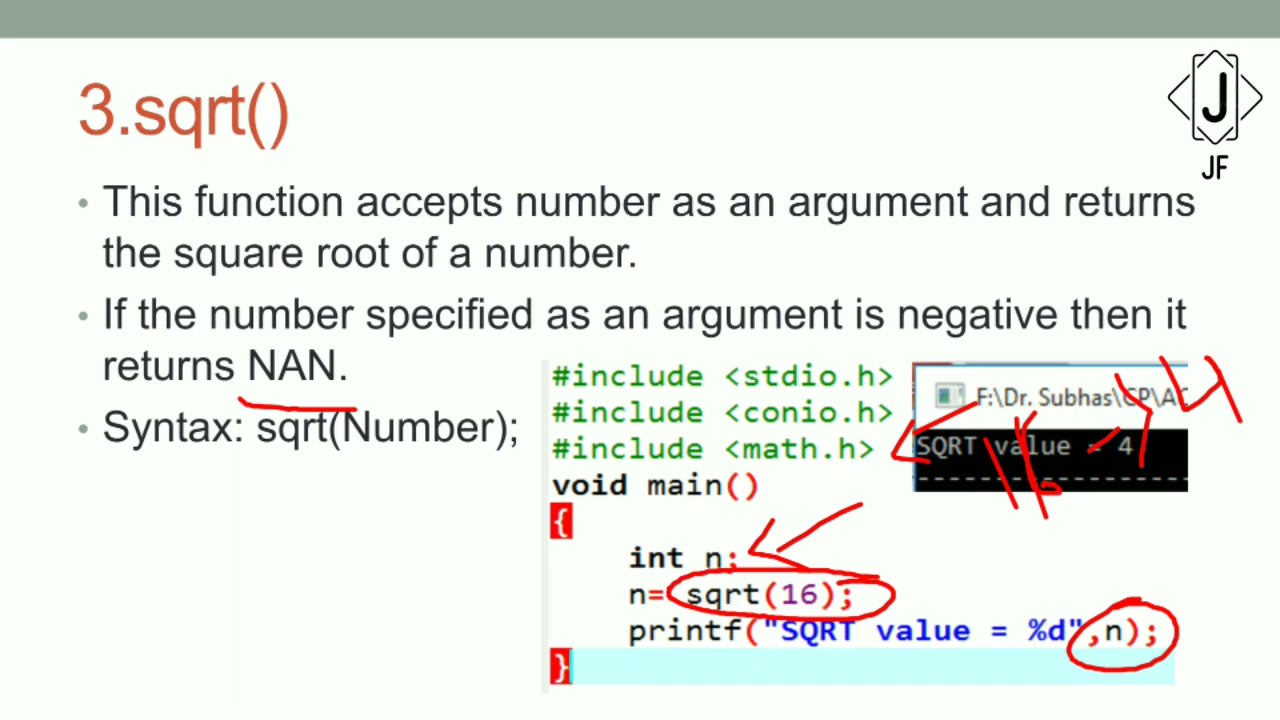 3.sqrt()
J
JF
• This function accepts number as an argument and returns
the square root of a number.
• If the number specified as an argument is negative then it
returns NAN.
• Syntax: sqrt(Number);
#include <stdio.h>
#include <conio.h>
#include <math.h>
void main()
{
int n;
n= sqrt(16);
printf("SQRT value = %d",n);
}
F:\Dr. Subhas\CP\
SQRT value = 4
--------------------
16